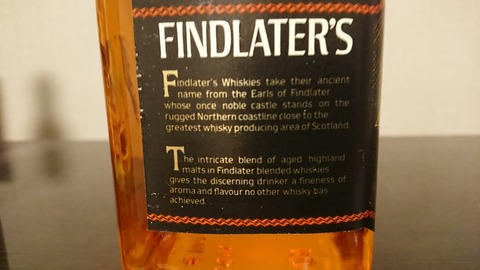 FINDLATER'S
Findlater's Whiskies take their ancient
name from the Earls of Findlater
whose once noble castle stands on the
rugged Northern coastline close to the
greatest whisky producing area of Scotland
The intricate blend of aged highland
malts in Findlater blended whiskies
gives the discerning drinker a fineness of
aroma and flavour no other whisky has
achieved.